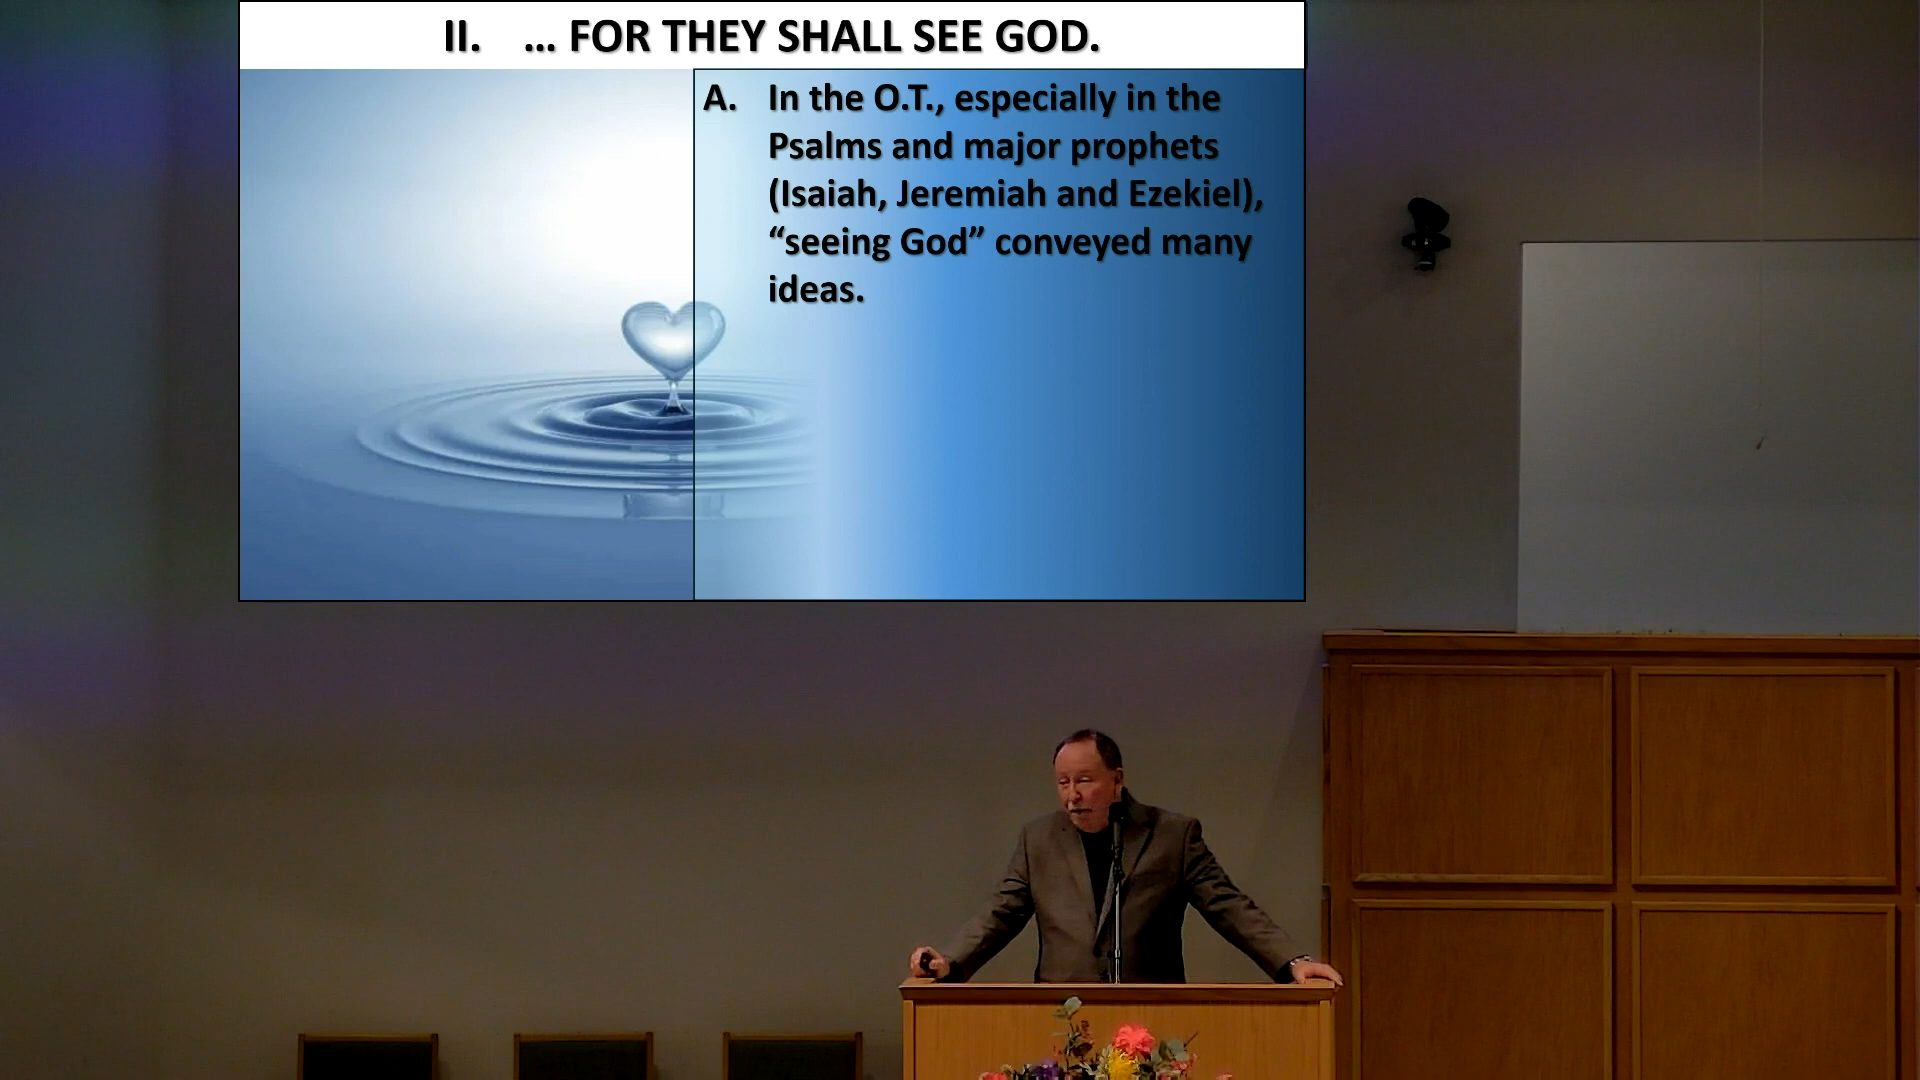 II. ... FOR THEY SHALL SEE GOD.
A. In the O.T., especially in the
Psalms and major prophets
(Isaiah, Jeremiah and Ezekiel),
“seeing God” conveyed many
ideas.